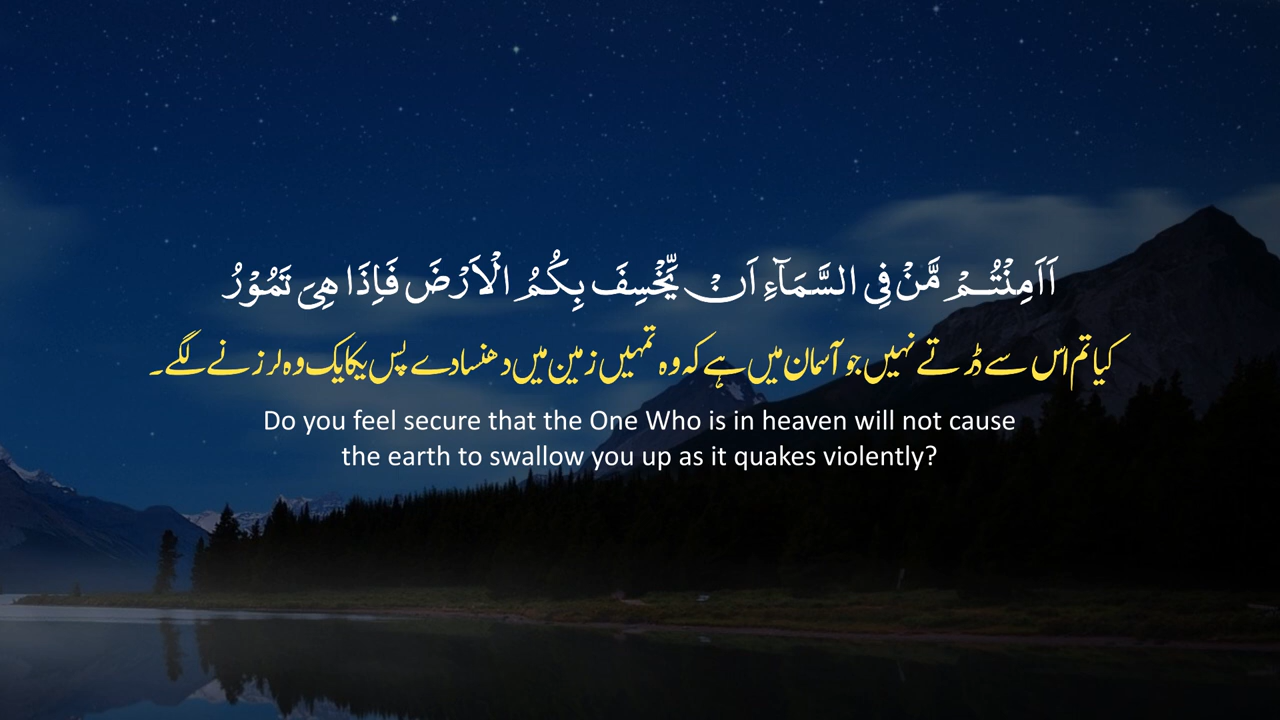 ءَاَمِنْتُمْ مَّنْ فِى السَّمَآءِ اَنْ يَّخْسِفَ بِكُمُ الْاَرْضَ فَاِذَا هِىَ تَمُوْرُ
کیا تم اس سے ڈرتے نہیں جو آسمان میں ہے کہ وہ تمہیں زمین میں دھنسا دے پس یکایک وہ لرزنے لگے۔
Do you feel secure that the One Who is in heaven will not cause
the earth to swallow you up as it quakes violently?